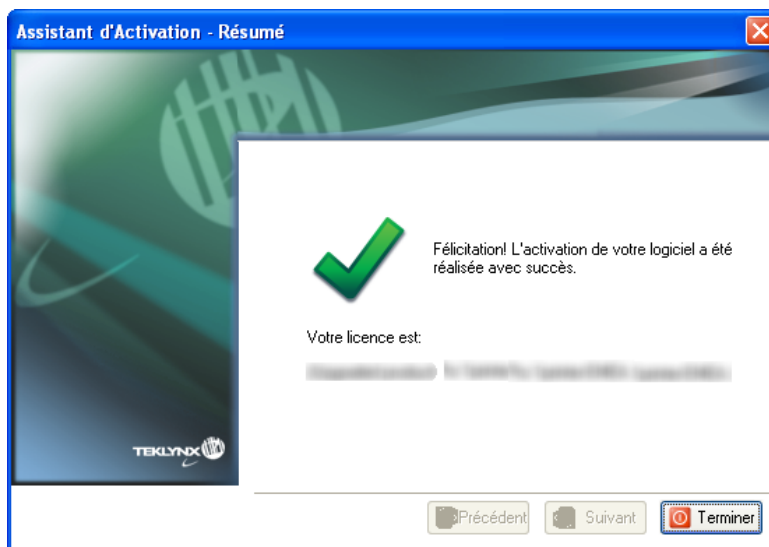 Assistant d'Activation - Résumé
Félicitation! L'activation de votre logiciel a été
réalisée avec succès.
Votre licence est:
TEKLYNX
Précédent
Suivant
Terminer